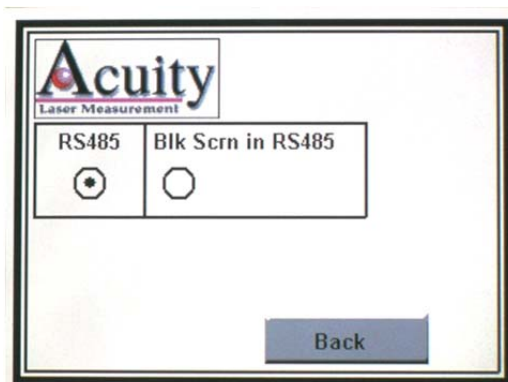 Acuity
Laser Measurement
RS485
Blk Scrn in RS485
Back